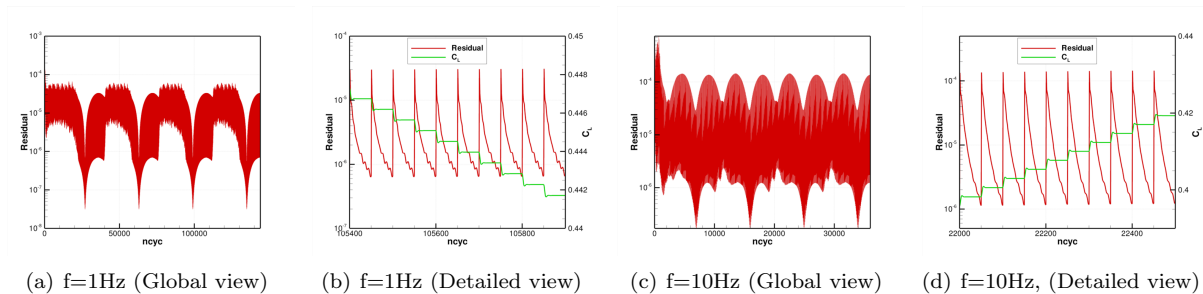 10^-3
10^-4
10^-5
10^-6
10^-7
10^-8
Residual
0 50000 100000
ncyc
10^-4
10^-5
10^-6
10^-7
Residual
Residual
C_L
0.45
0.448
0.446
0.444
0.442
0.44
C_L
105400 105600 105800
ncyc
10^-4
10^-5
10^-6
Residual
0 10000 20000 30000
ncyc
10^-4
10^-5
10^-6
Residual
Residual
C_L
0.44
0.42
0.4
C_L
22000 22200 22400
ncyc
(a) f=1Hz (Global view)
(b) f=1Hz (Detailed view)
(c) f=10Hz (Global view)
(d) f=10Hz, (Detailed view)